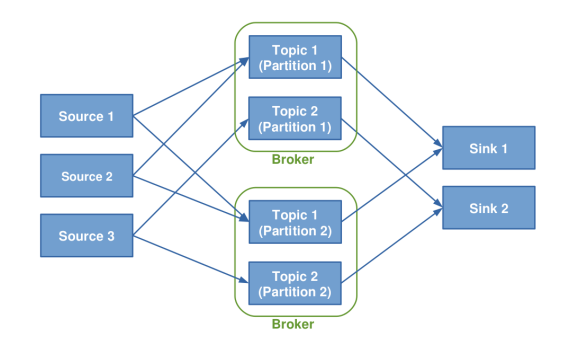 Source 1
Source 2
Source 3
Topic 1
(Partition 1)
Topic 2
(Partition 1)
Broker
Topic 1
(Partition 2)
Topic 2
(Partition 2)
Broker
Sink 1
Sink 2